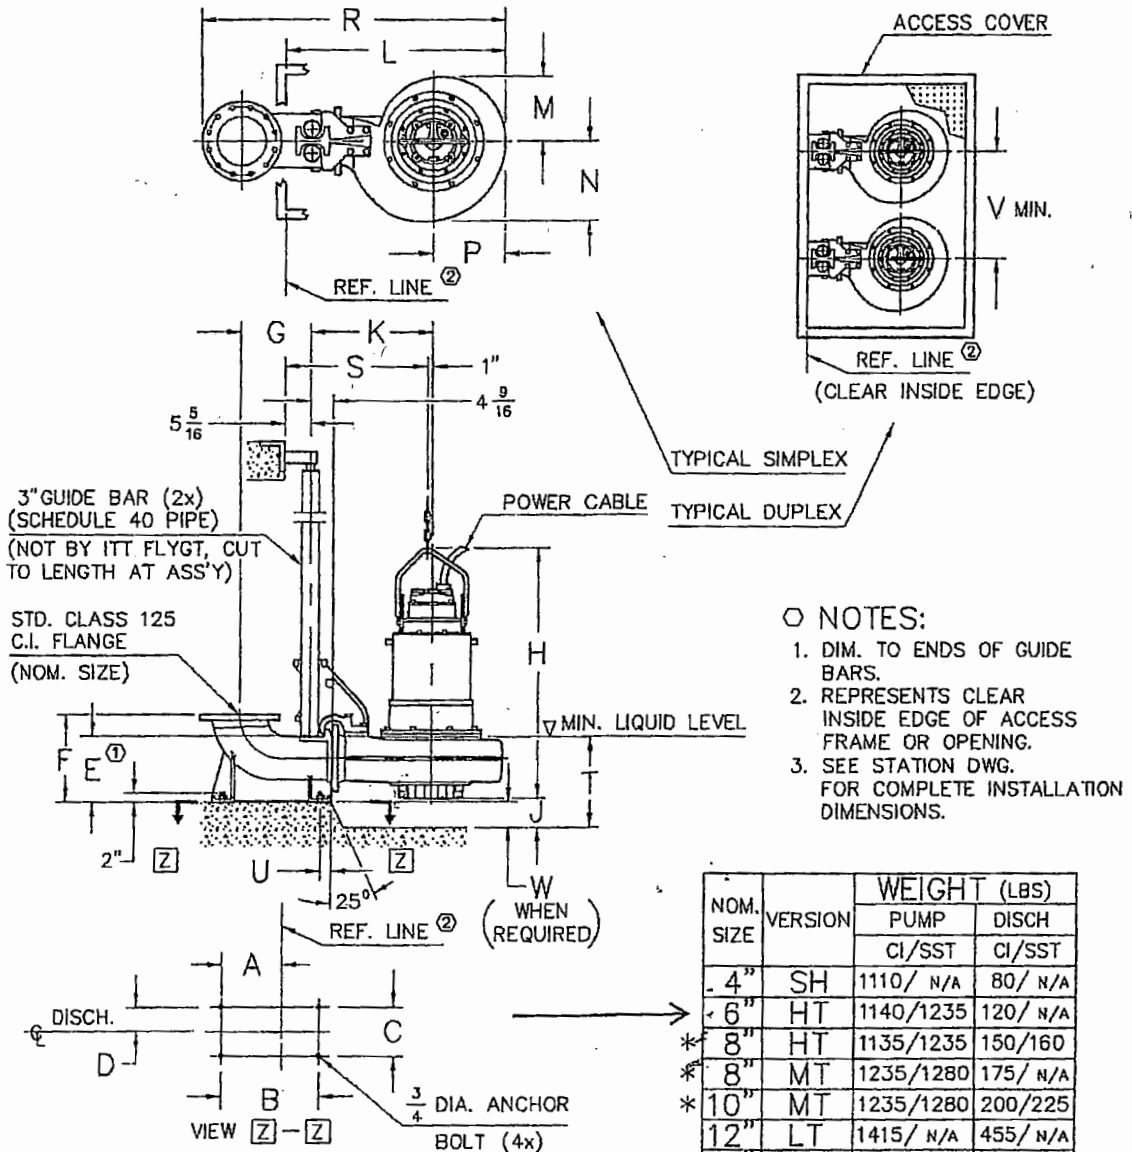 R
L
M
N
P
REF. LINE ②
ACCESS COVER
V MIN.
REF. LINE ②
(CLEAR INSIDE EDGE)
G
K
S
1"
4 9/16
5 5/16
TYPICAL SIMPLEX
TYPICAL DUPLEX
3"GUIDE BAR (2x)
(SCHEDULE 40 PIPE)
(NOT BY ITT FLYGT, CUT
TO LENGTH AT ASS'Y)
POWER CABLE
STD. CLASS 125
C.I. FLANGE
(NOM. SIZE)
H
MIN. LIQUID LEVEL
F
E ①
T
J
2"
Z
Z
U
25°
W
(WHEN
REQUIRED)
REF. LINE ②
A
DISCH.
C
D
B
3/4 DIA. ANCHOR
BOLT (4x)
VIEW Z-Z
NOTES:
1. DIM. TO ENDS OF GUIDE
BARS.
2. REPRESENTS CLEAR
INSIDE EDGE OF ACCESS
FRAME OR OPENING.
3. SEE STATION DWG.
FOR COMPLETE INSTALLATION
DIMENSIONS.
NOM. SIZE VERSION WEIGHT (LBS)
PUMP DISCH
CI/SST CI/SST
4" SH 1110/ N/A 80/ N/A
6" HT 1140/1235 120/ N/A
* 8" HT 1135/1235 150/160
* 8" MT 1235/1280 175/ N/A
* 10" MT 1235/1280 200/225
12" LT 1415/ N/A 455/ N/A